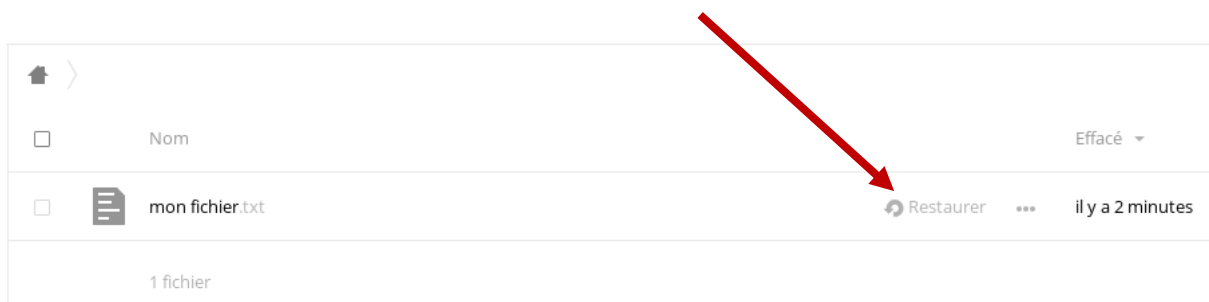 Nom Effacé
mon fichier.txt Restaurer ••• il y a 2 minutes
1 fichier